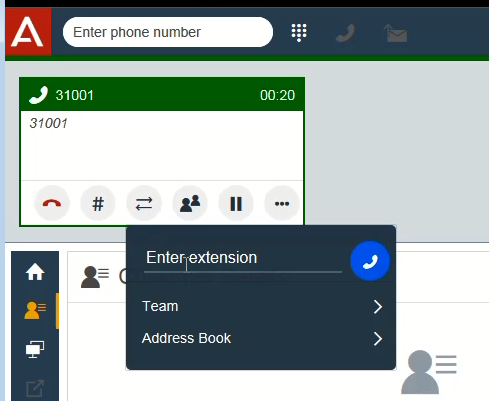 Enter phone number
31001 00:20
31001
#
Enter extension
Team
Address Book